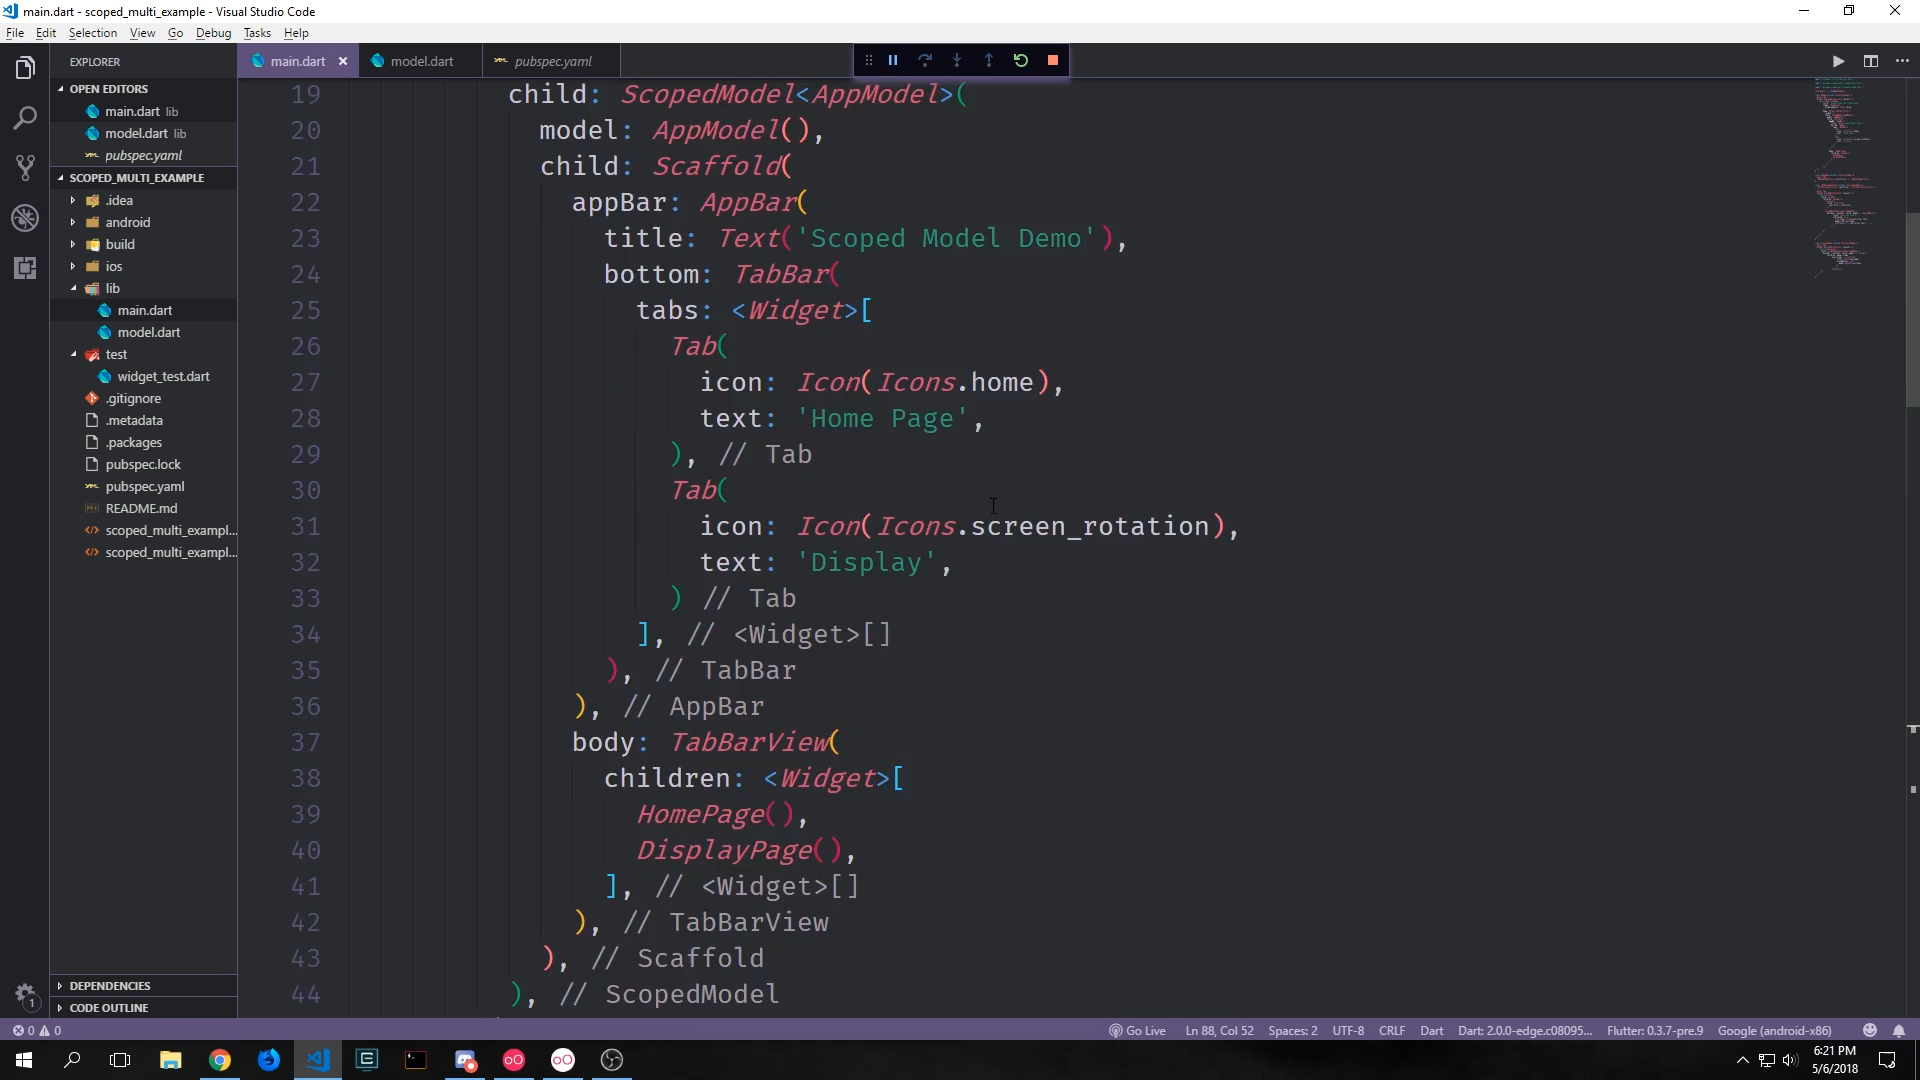 main.dart - scoped_multi_example - Visual Studio Code
File Edit Selection View Go Debug Tasks Help
EXPLORER
OPEN EDITORS
main.dart lib
model.dart lib
pubspec.yaml
SCOPED_MULTI_EXAMPLE
.idea
android
build
ios
lib
main.dart
model.dart
test
widget_test.dart
.gitignore
.metadata
.packages
pubspec.lock
pubspec.yaml
README.md
scoped_multi_exampl...
scoped_multi_exampl...
DEPENDENCIES
CODE OUTLINE
main.dart model.dart pubspec.yaml
19 child: ScopedModel<AppModel>(
20 model: AppModel(),
21 child: Scaffold(
22 appBar: AppBar(
23 title: Text('Scoped Model Demo'),
24 bottom: TabBar(
25 tabs: <Widget>[
26 Tab(
27 icon: Icon(Icons.home),
28 text: 'Home Page',
29 ), // Tab
30 Tab(
31 icon: Icon(Icons.screen_rotation),
32 text: 'Display',
33 ) // Tab
34 ], // <Widget>[]
35 ), // TabBar
36 ), // AppBar
37 body: TabBarView(
38 children: <Widget>[
39 HomePage(),
40 DisplayPage(),
41 ], // <Widget>[]
42 ), // TabBarView
43 ), // Scaffold
44 ), // ScopedModel
1
0 0 Go Live Ln 88, Col 52 Spaces: 2 UTF-8 CRLF Dart Dart: 2.0.0-edge.c08095... Flutter: 0.3.7-pre.9 Google (android-x86)
6:21 PM
5/6/2018